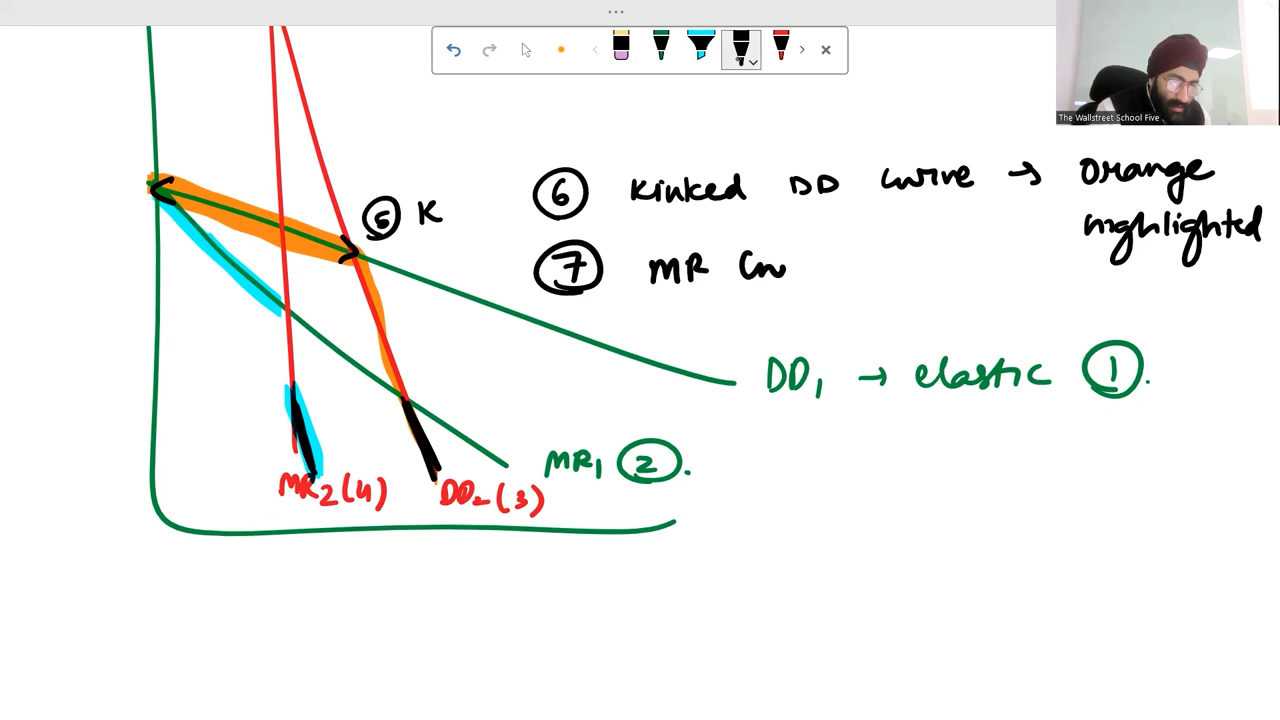 The Wallstreet School Five
⑥ Kinked DD curve → Orange
highlighted
⑤ K
⑦ MR Cu
DD₁ → elastic ①.
MR₁ ②.
MR₂(4) DD₂(3)